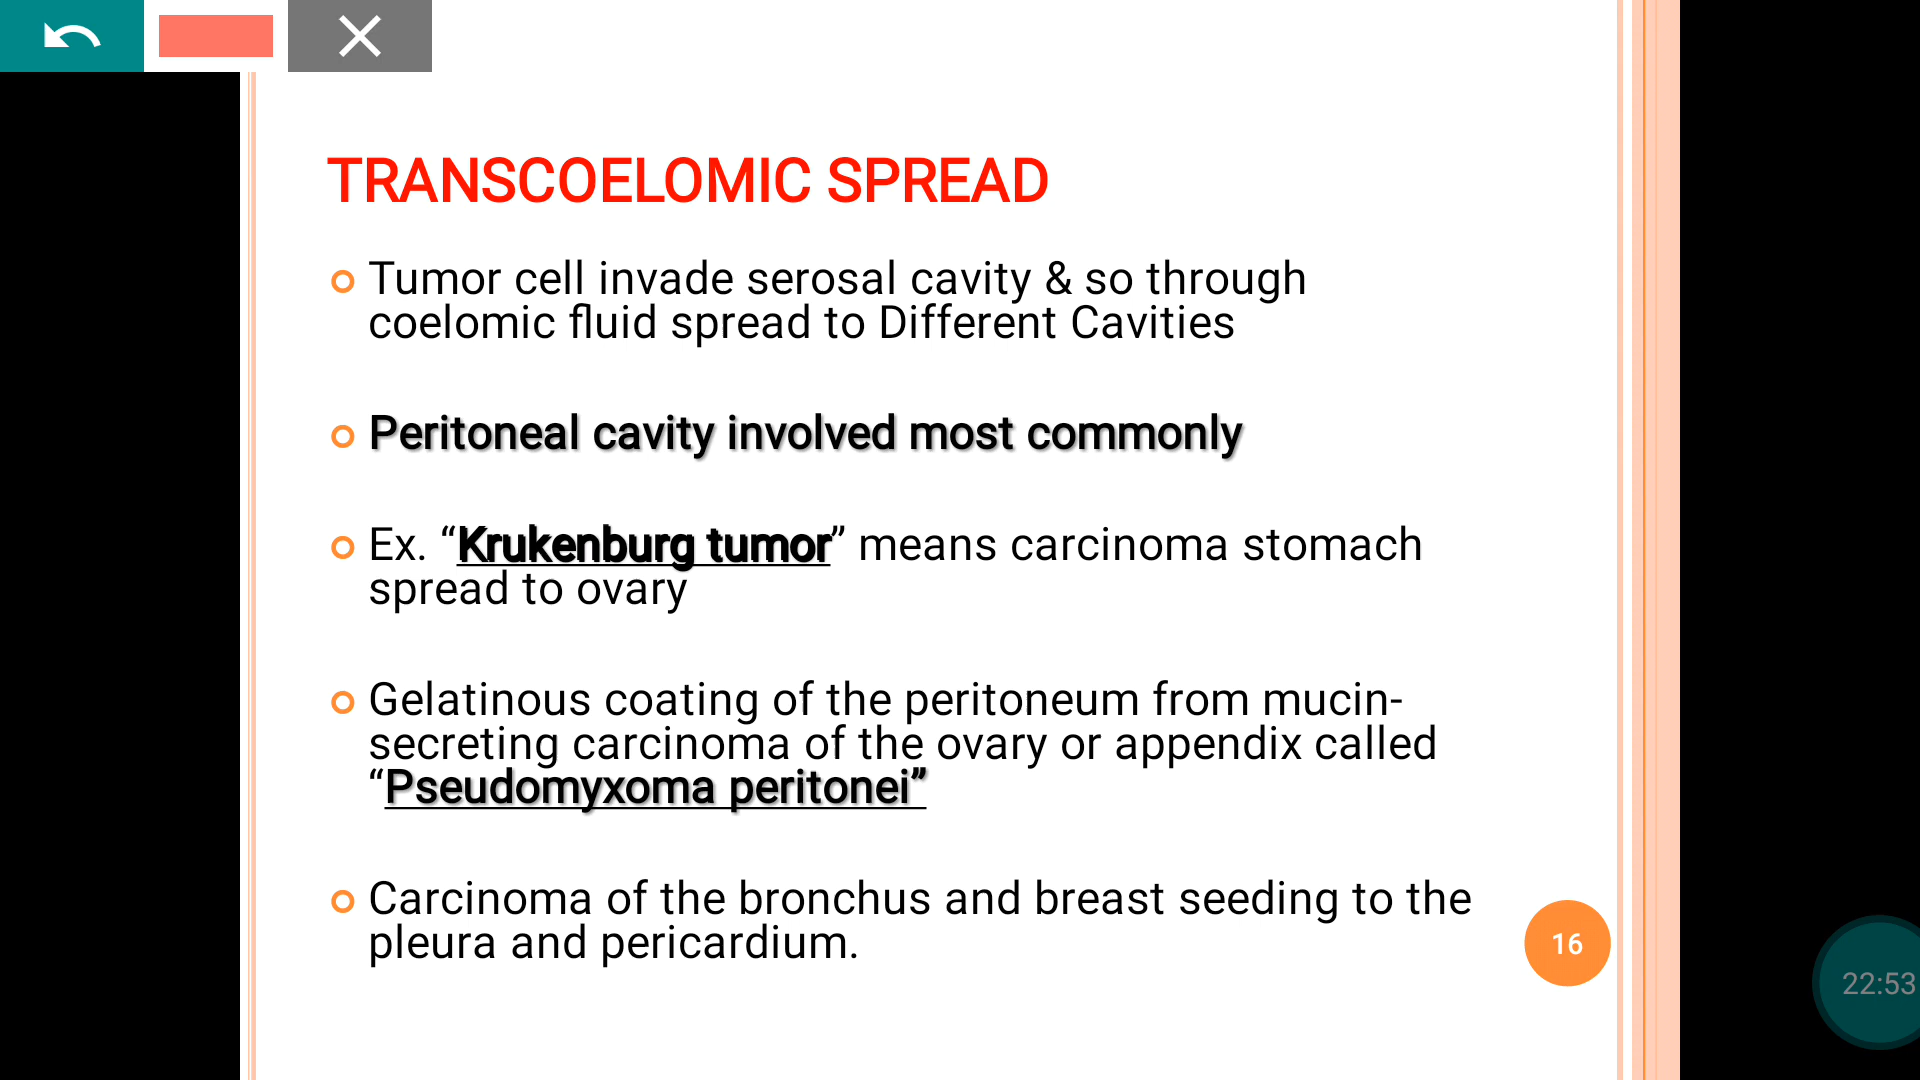 TRANSCOELOMIC SPREAD
Tumor cell invade serosal cavity & so through
coelomic fluid spread to Different Cavities
Peritoneal cavity involved most commonly
Ex. “Krukenburg tumor” means carcinoma stomach
spread to ovary
Gelatinous coating of the peritoneum from mucin-
secreting carcinoma of the ovary or appendix called
“Pseudomyxoma peritonei”
Carcinoma of the bronchus and breast seeding to the
pleura and pericardium.
16
22:53